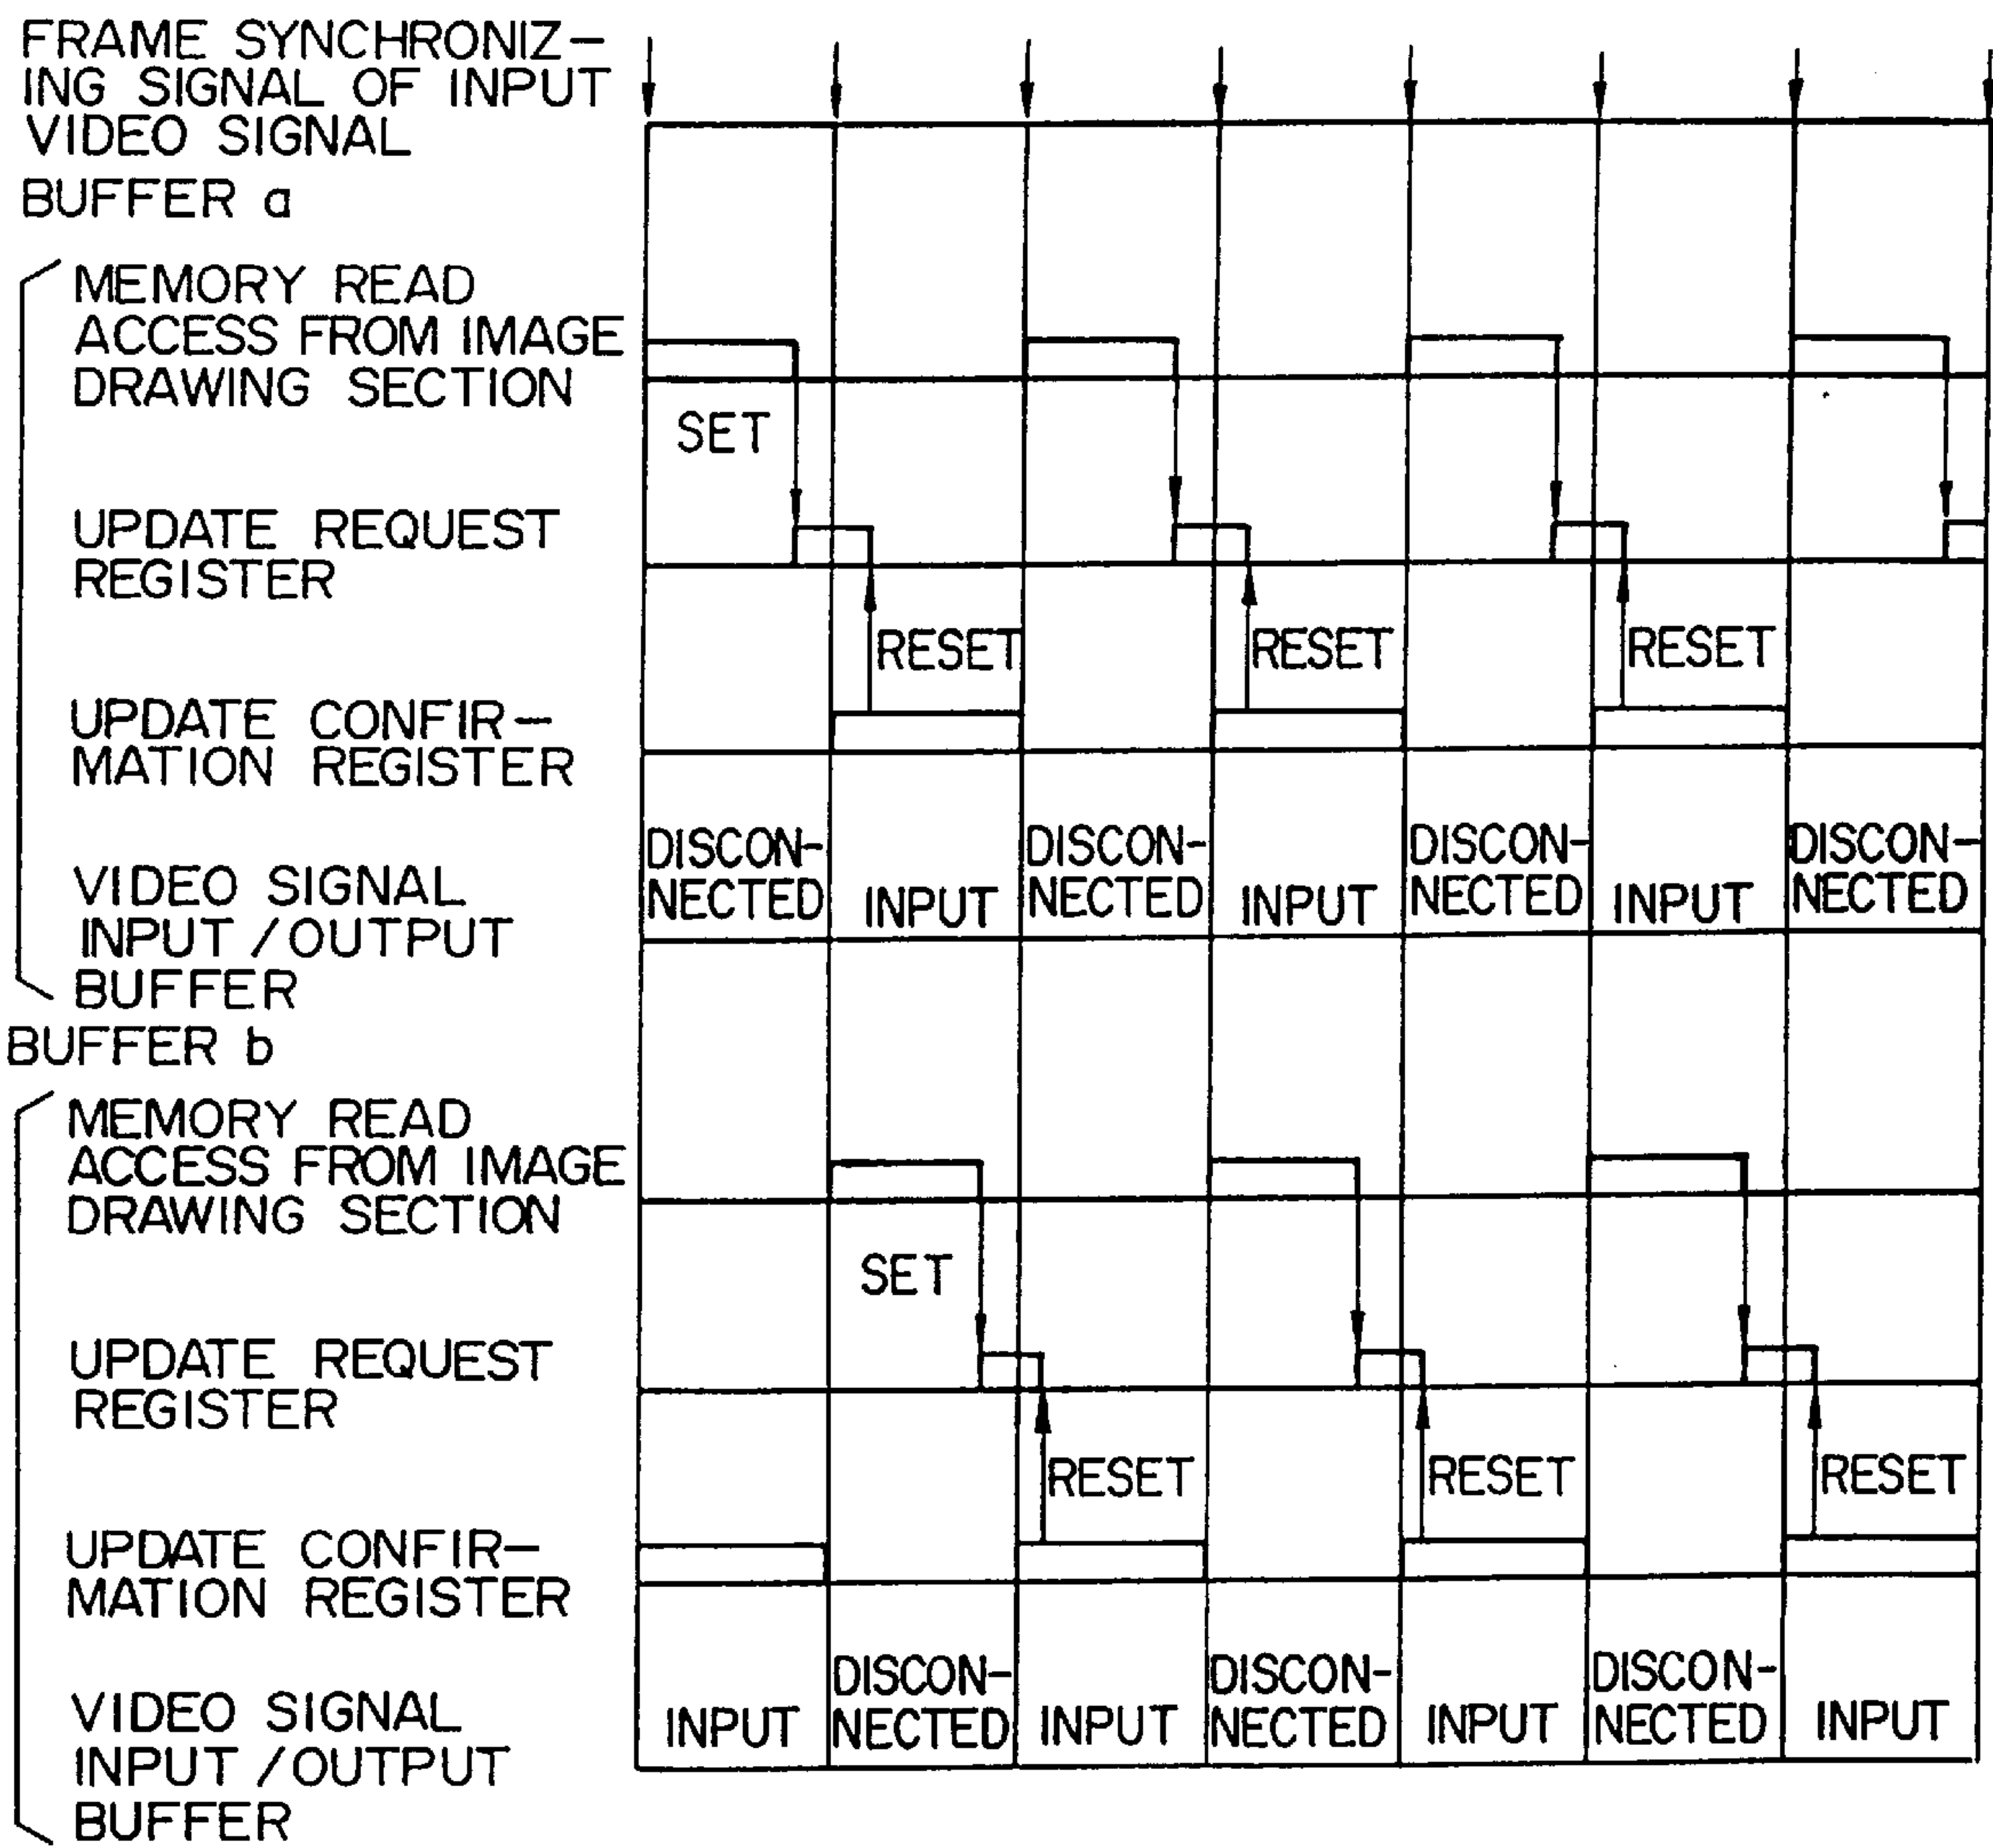 FRAME SYNCHRONIZ-
ING SIGNAL OF INPUT
VIDEO SIGNAL
BUFFER a
MEMORY READ
ACCESS FROM IMAGE
DRAWING SECTION
SET
UPDATE REQUEST
REGISTER
RESET RESET RESET
UPDATE CONFIR-
MATION REGISTER
DISCON- DISCON- DISCON- DISCON-
NECTED INPUT NECTED INPUT NECTED INPUT NECTED
VIDEO SIGNAL
INPUT/OUTPUT
BUFFER
BUFFER b
MEMORY READ
ACCESS FROM IMAGE
DRAWING SECTION
SET
UPDATE REQUEST
REGISTER
RESET RESET RESET
UPDATE CONFIR-
MATION REGISTER
DISCON- DISCON- DISCON-
INPUT NECTED INPUT NECTED INPUT NECTED INPUT
VIDEO SIGNAL
INPUT/OUTPUT
BUFFER